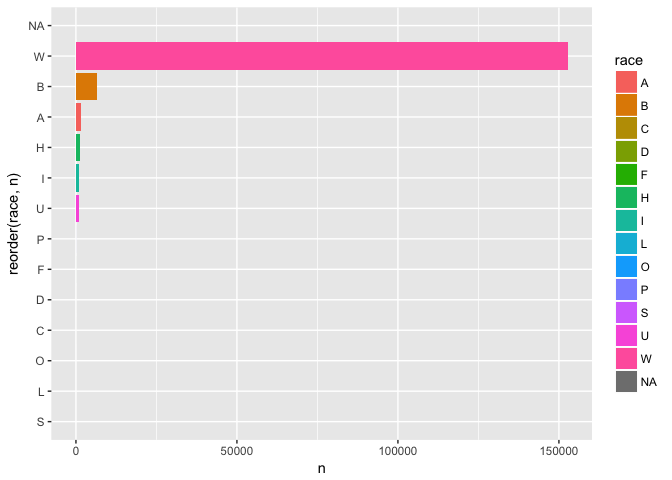 NA
W
B
A
H
I
U
P
F
D
C
O
L
S
reorder(race, n)
0 50000 100000 150000
n
race
A
B
C
D
F
H
I
L
O
P
S
U
W
NA